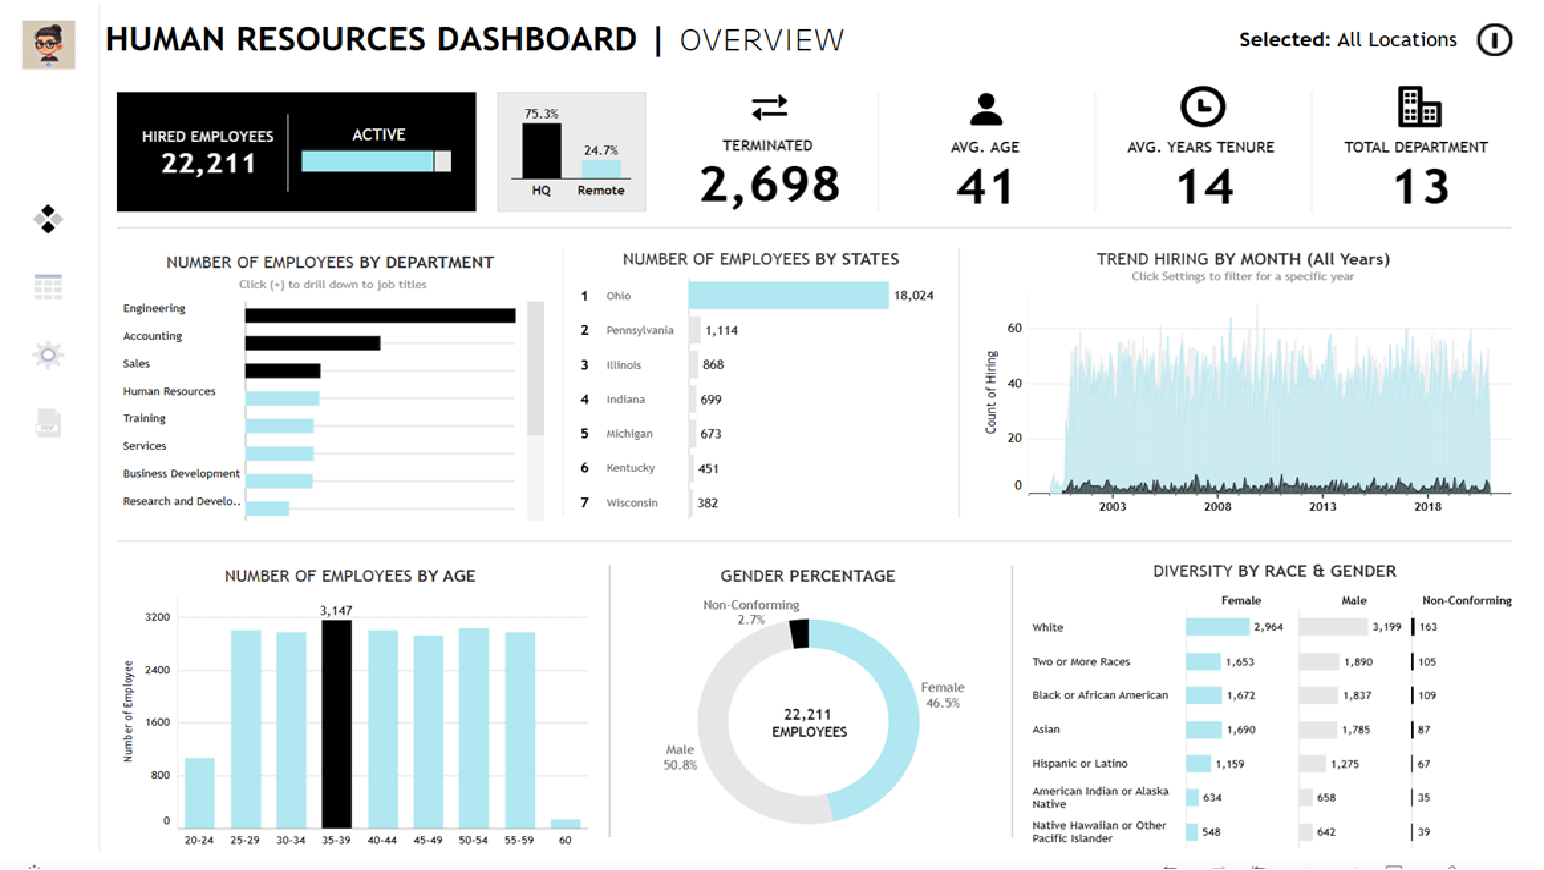 HUMAN RESOURCES DASHBOARD | OVERVIEW
Selected: All Locations
HIRED EMPLOYEES
22,211
ACTIVE
75.3%
24.7%
HQ
Remote
TERMINATED
2,698
AVG. AGE
41
AVG. YEARS TENURE
14
TOTAL DEPARTMENT
13
NUMBER OF EMPLOYEES BY DEPARTMENT
Click (+) to drill down to job titles
Engineering
Accounting
Sales
Human Resources
Training
Services
Business Development
Research and Develo..
NUMBER OF EMPLOYEES BY STATES
1 Ohio 18,024
2 Pennsylvania 1,114
3 Illinois 868
4 Indiana 699
5 Michigan 673
6 Kentucky 451
7 Wisconsin 382
TREND HIRING BY MONTH (All Years)
Click Settings to filter for a specific year
Count of Hiring
60
40
20
0
2003 2008 2013 2018
PDF
NUMBER OF EMPLOYEES BY AGE
Number of Employee
3200
2400
1600
800
0
3,147
20-24 25-29 30-34 35-39 40-44 45-49 50-54 55-59 60
GENDER PERCENTAGE
Non-Conforming
2.7%
Female
46.5%
22,211
EMPLOYEES
Male
50.8%
DIVERSITY BY RACE & GENDER
Female Male Non-Conforming
White 2,964 3,199 163
Two or More Races 1,653 1,890 105
Black or African American 1,672 1,837 109
Asian 1,690 1,785 87
Hispanic or Latino 1,159 1,275 67
American Indian or Alaska
Native 634 658 35
Native Hawaiian or Other
Pacific Islander 548 642 39